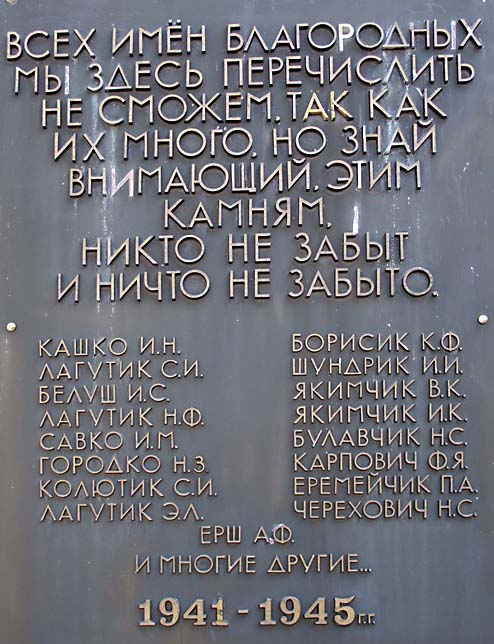 ВСЕХ ИМЁН БЛАГОРОДНЫХ
МЫ ЗДЕСЬ ПЕРЕЧИСЛИТЬ
НЕ СМОЖЕМ, ТАК КАК
ИХ МНОГО, НО ЗНАЙ
ВНИМАЮЩИЙ, ЭТИМ
КАМНЯМ,
НИКТО НЕ ЗАБЫТ
И НИЧТО НЕ ЗАБЫТО.
КАШКО И.Н.
ЛАГУТИК С.И.
БЕЛУШ И.С.
ЛАГУТИК Н.Ф.
САВКО И.М.
ГОРОДКО Н.З.
КОЛЮТИК С.И.
ЛАГУТИК Э.Л.
БОРИСИК К.Ф.
ШУНДРИК И.И.
ЯКИМЧИК В.К.
ЯКИМЧИК И.К.
БУЛАВЧИК Н.С.
КАРПОВИЧ Ф.Я.
ЕРЕМЕЙЧИК П.А.
ЧЕРЕХОВИЧ Н.С.
ЕРШ А.Ф.
И МНОГИЕ ДРУГИЕ...
1941-1945 г.г.